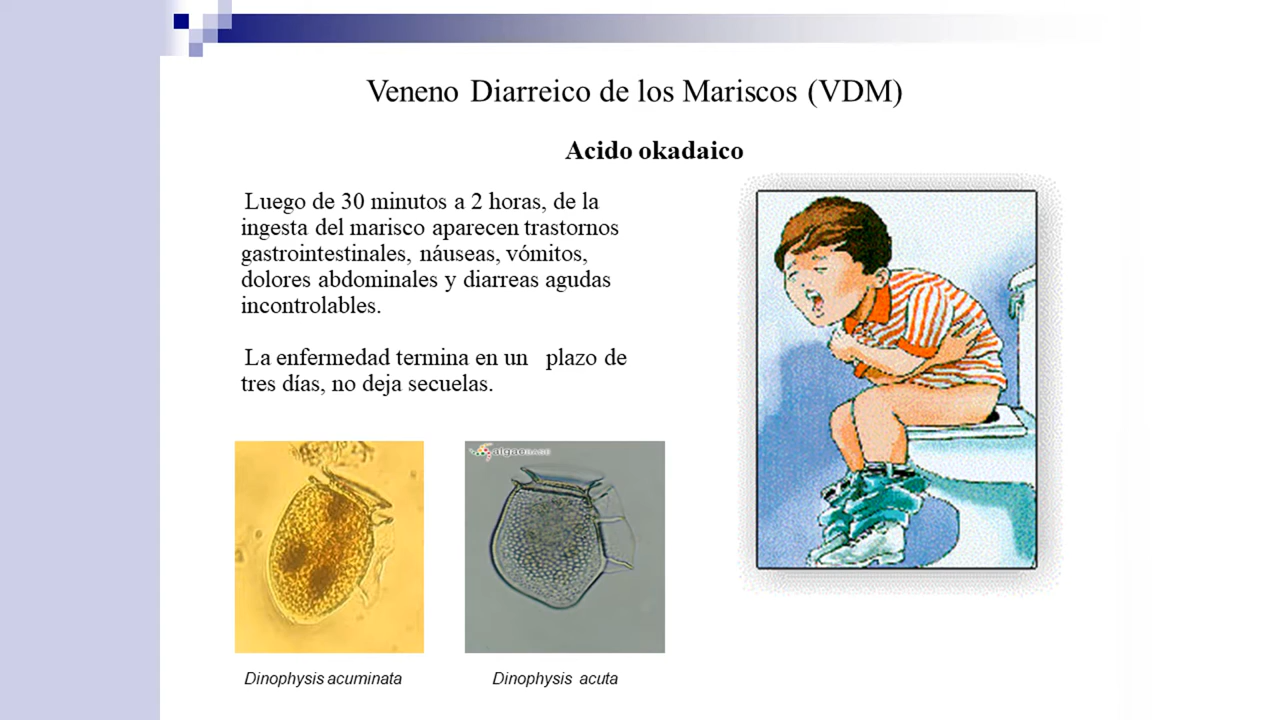 Veneno Diarreico de los Mariscos (VDM)
Acido okadaico
Luego de 30 minutos a 2 horas, de la
ingesta del marisco aparecen trastornos
gastrointestinales, náuseas, vómitos,
dolores abdominales y diarreas agudas
incontrolables.
La enfermedad termina en un plazo de
tres días, no deja secuelas.
algaeBASE
Dinophysis acuminata
Dinophysis acuta